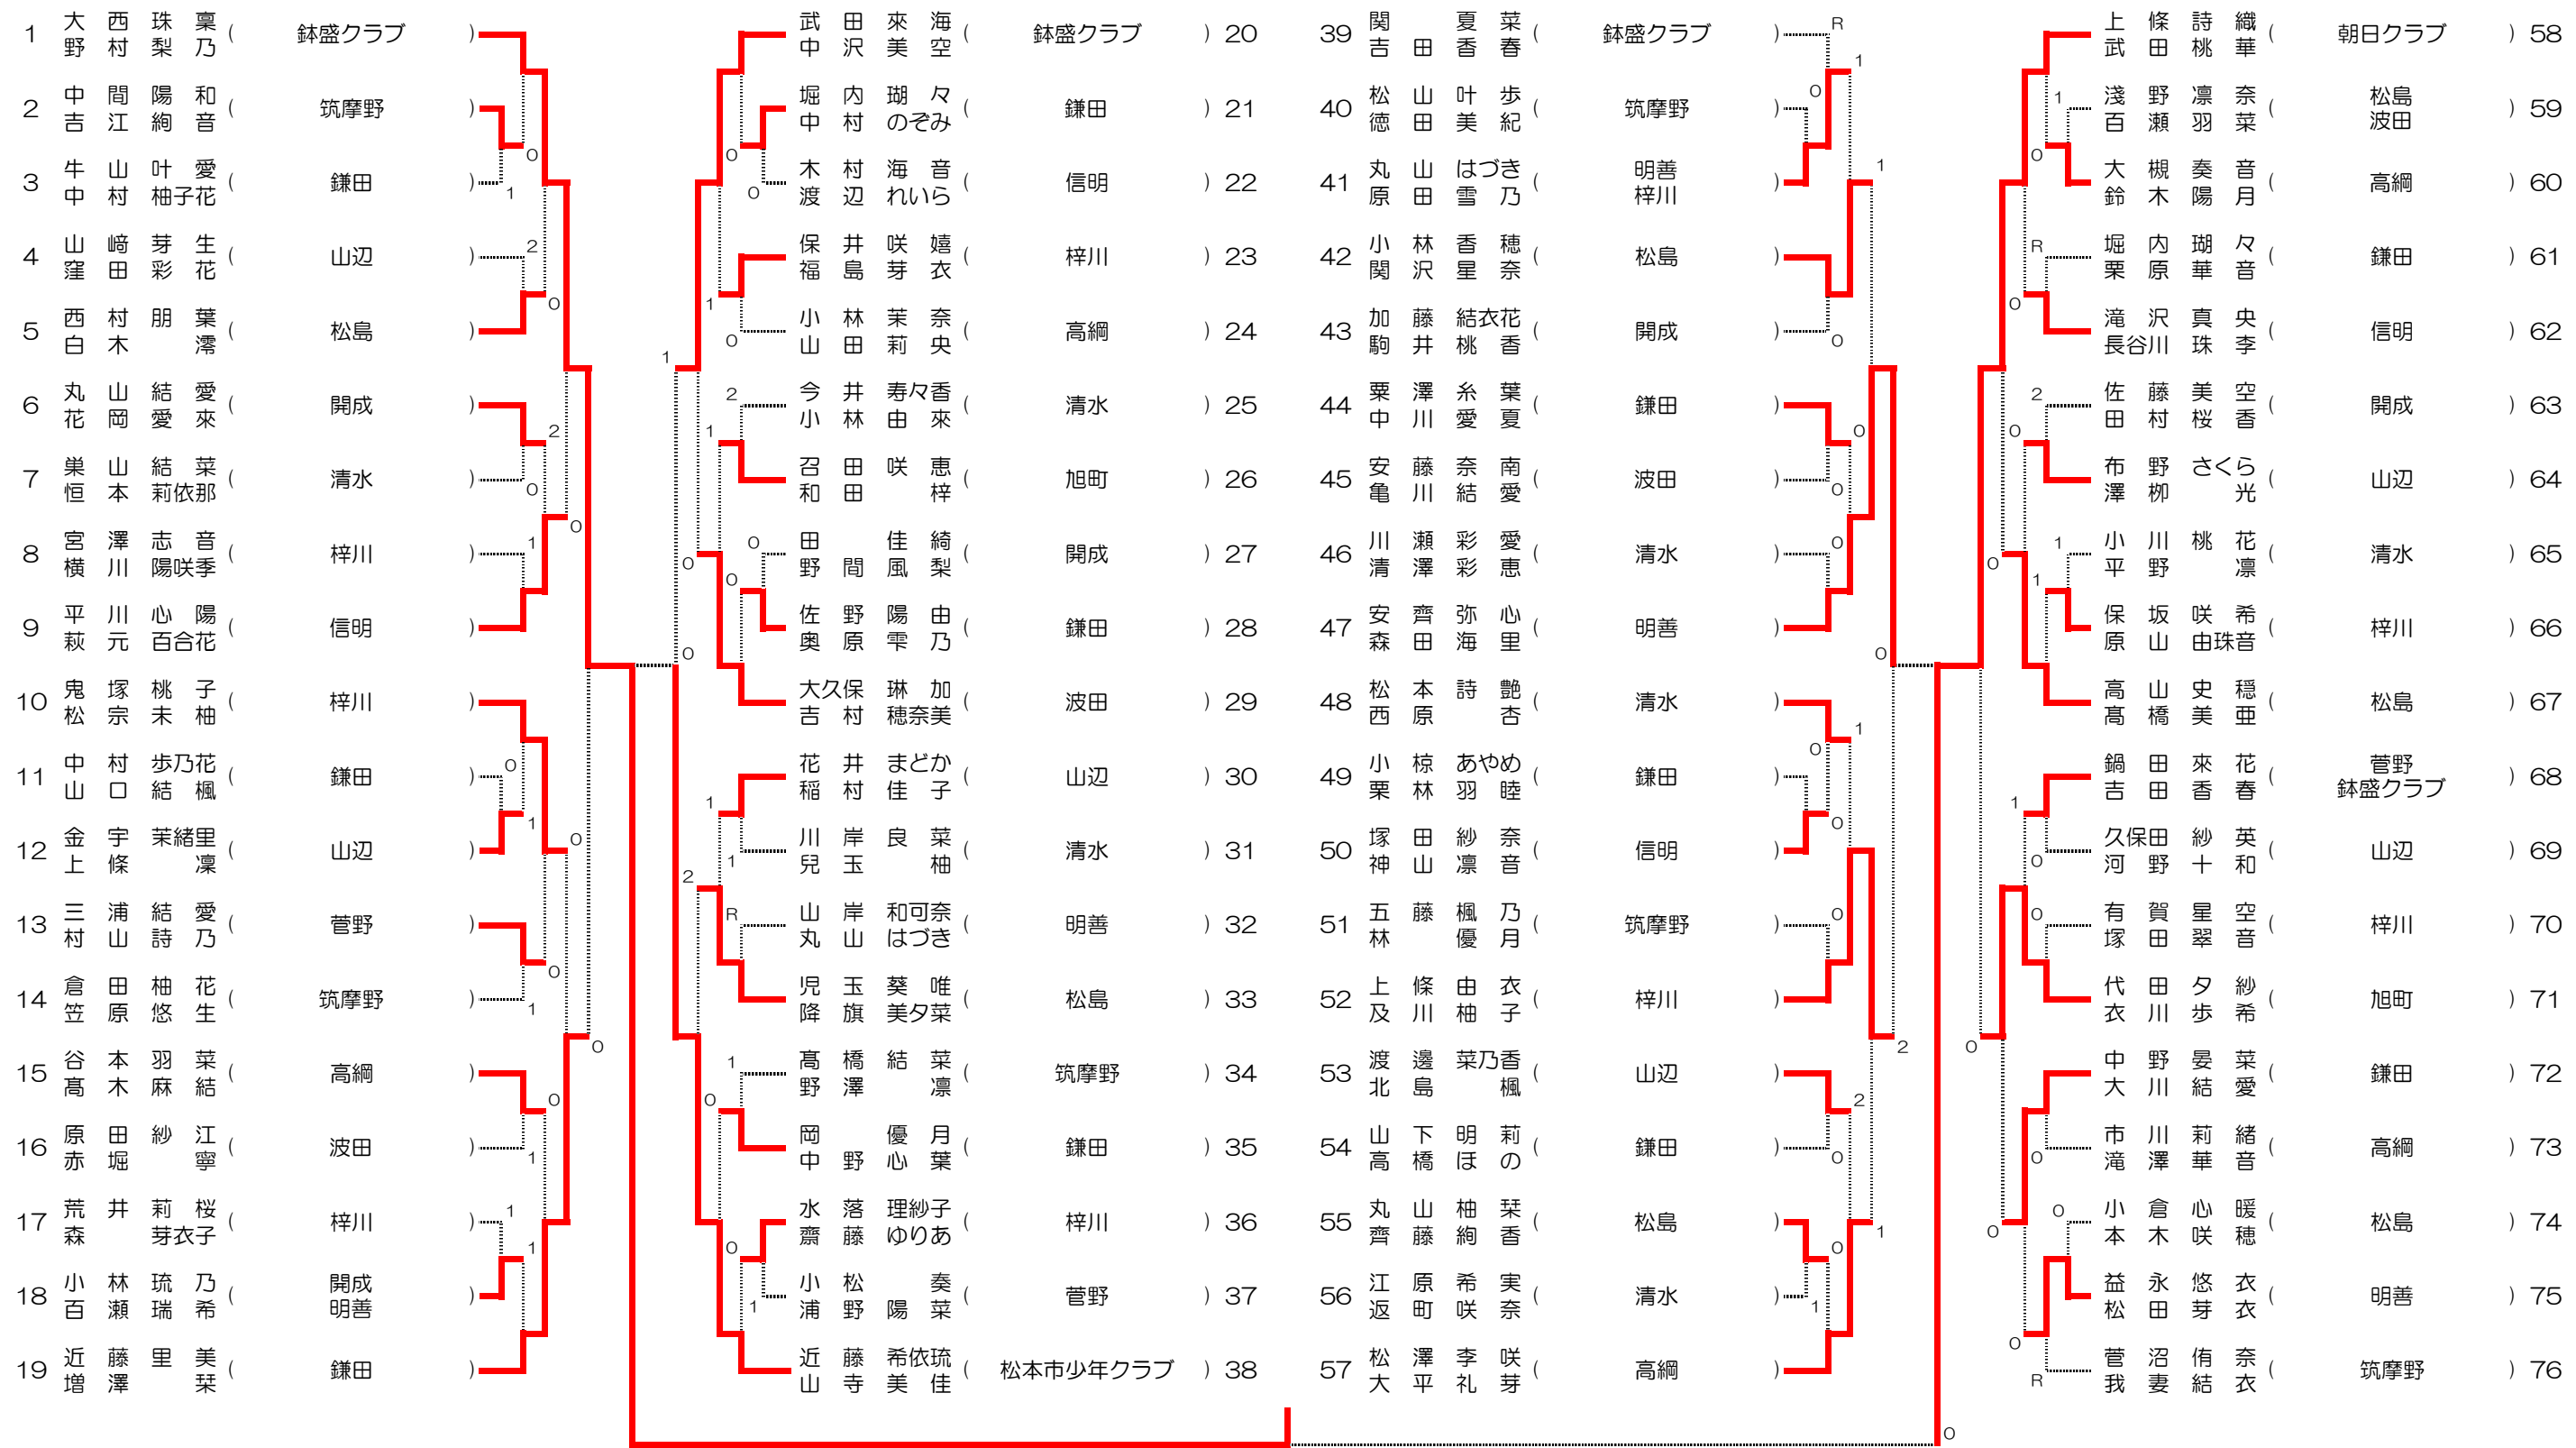 1 大西珠稟 ( 鉢盛クラブ )
野村梨乃
2 中間陽和 ( 筑摩野 )
吉江絢音
3 牛山叶愛 ( 鎌田 )
中村柚子花
4 山﨑芽生 ( 山辺 )
窪田彩花
5 西村朋葉 ( 松島 )
白木澪
6 丸山結愛 ( 開成 )
花岡愛來
7 巣山結菜 ( 清水 )
恒本莉依那
8 宮澤志音 ( 梓川 )
横川陽咲季
9 平川心陽 ( 信明 )
萩元百合花
10 鬼塚桃子 ( 梓川 )
松宗未柚
11 中村歩乃花 ( 鎌田 )
山口結楓
12 金宇茉緒里 ( 山辺 )
上條凜
13 三浦結愛 ( 菅野 )
村山詩乃
14 倉田柚花 ( 筑摩野 )
笠原悠生
15 谷本羽菜 ( 高綱 )
髙木麻結
16 原田紗江 ( 波田 )
赤堀寧
17 荒井莉桜 ( 梓川 )
森芽衣子
18 小林琉乃 ( 開成 )
百瀬瑞希 明善
19 近藤里美 ( 鎌田 )
増澤栞
武田來海 ( 鉢盛クラブ ) 20
中沢美空
堀内瑚々 ( 鎌田 ) 21
中村のぞみ
木村海音 ( 信明 ) 22
渡辺れいら
保井咲嬉 ( 梓川 ) 23
福島芽衣
小林茉奈 ( 高綱 ) 24
山田莉央
今井寿々香 ( 清水 ) 25
小林由來
召田咲恵 ( 旭町 ) 26
和田梓
田佳綺 ( 開成 ) 27
野間風梨
佐野陽由 ( 鎌田 ) 28
奥原雫乃
大久保琳加 ( 波田 ) 29
吉村穂奈美
花井まどか ( 山辺 ) 30
稲村佳子
川岸良菜 ( 清水 ) 31
兒玉柚
山岸和可奈 ( 明善 ) 32
丸山はづき
児玉葵唯 ( 松島 ) 33
降旗美夕菜
髙橋結菜 ( 筑摩野 ) 34
野澤凛
岡優月 ( 鎌田 ) 35
中野心葉
水落理紗子 ( 梓川 ) 36
齋藤ゆりあ
小松奏 ( 菅野 ) 37
浦野陽菜
近藤希依琉 ( 松本市少年クラブ ) 38
山寺美佳
39 関夏菜 ( 鉢盛クラブ )
吉田香春
40 松山叶歩 ( 筑摩野 )
徳田美紀
41 丸山はづき ( 明善 )
原田雪乃 梓川
42 小林香穂 ( 松島 )
関沢星奈
43 加藤結衣花 ( 開成 )
駒井桃香
44 粟澤糸葉 ( 鎌田 )
中川愛夏
45 安藤奈南 ( 波田 )
亀川結愛
46 川瀬彩愛 ( 清水 )
清澤彩恵
47 安齊弥心 ( 明善 )
森田海里
48 松本詩艶 ( 清水 )
西原杏
49 小椋あやめ ( 鎌田 )
栗林羽睦
50 塚田紗奈 ( 信明 )
神山凛音
51 五藤楓乃 ( 筑摩野 )
林優月
52 上條由衣 ( 梓川 )
及川柚子
53 渡邊菜乃香 ( 山辺 )
北島楓
54 山下明莉 ( 鎌田 )
高橋ほの
55 丸山柚栞 ( 松島 )
齊藤絢香
56 江原希実 ( 清水 )
返町咲奈
57 松澤李咲 ( 高綱 )
大平礼芽
上條詩織 ( 朝日クラブ ) 58
武田桃華
淺野凛奈 ( 松島 ) 59
百瀬羽菜 波田
大槻奏音 ( 高綱 ) 60
鈴木陽月
堀内瑚々 ( 鎌田 ) 61
栗原華音
滝沢真央 ( 信明 ) 62
長谷川珠李
佐藤美空 ( 開成 ) 63
田村桜香
布野さくら ( 山辺 ) 64
澤栁光
小川桃花 ( 清水 ) 65
平野凛
保坂咲希 ( 梓川 ) 66
原山由珠音
高山史穏 ( 松島 ) 67
髙橋美亜
鍋田來花 ( 菅野 ) 68
吉田香春 鉢盛クラブ
久保田紗英 ( 山辺 ) 69
河野十和
有賀星空 ( 梓川 ) 70
塚田翠音
代田夕紗 ( 旭町 ) 71
衣川歩希
中野晏菜 ( 鎌田 ) 72
大川結愛
市川莉緒 ( 高綱 ) 73
滝澤華音
小倉心暖 ( 松島 ) 74
本木咲穂
益永悠衣 ( 明善 ) 75
松田芽衣
菅沼侑奈 ( 筑摩野 ) 76
我妻結衣